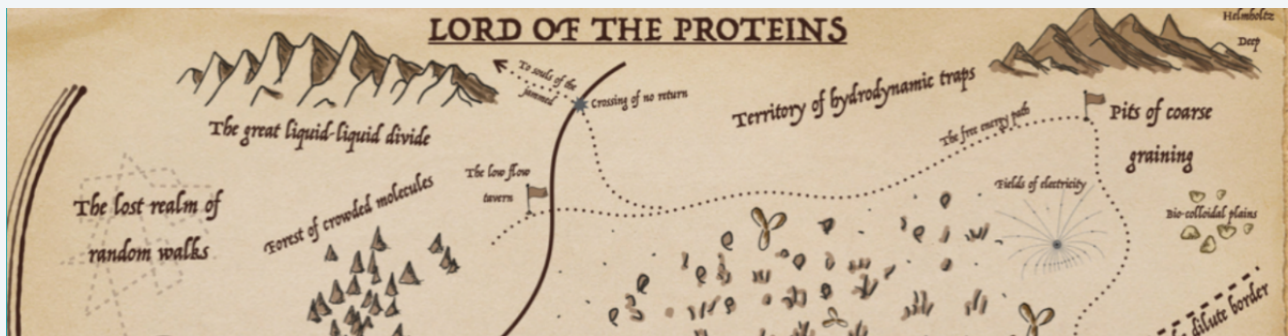 LORD OF THE PROTEINS
Helmholtz
Deep
To souls of the
jammed
Crossing of no return
Territory of hydrodynamic traps
The free energy path
Pits of coarse
graining
The great liquid-liquid divide
The low flow
tavern
Fields of electricity
The lost realm of
random walks
Forest of crowded molecules
Bio-colloidal plains
dilute border